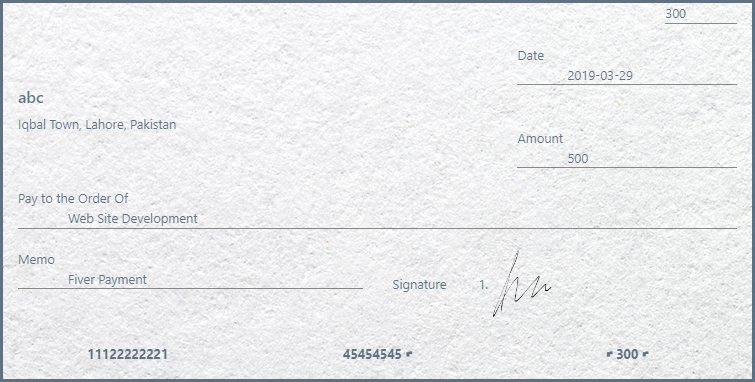 300
Date
2019-03-29
abc
Iqbal Town, Lahore, Pakistan
Amount
500
Pay to the Order Of
Web Site Development
Memo
Fiver Payment
Signature 1.
11122222221 45454545 ⑈ ⑈ 300 ⑈